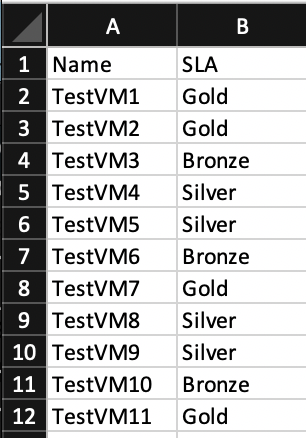 A B
1 Name SLA
2 TestVM1 Gold
3 TestVM2 Gold
4 TestVM3 Bronze
5 TestVM4 Silver
6 TestVM5 Silver
7 TestVM6 Bronze
8 TestVM7 Gold
9 TestVM8 Silver
10 TestVM9 Silver
11 TestVM10 Bronze
12 TestVM11 Gold